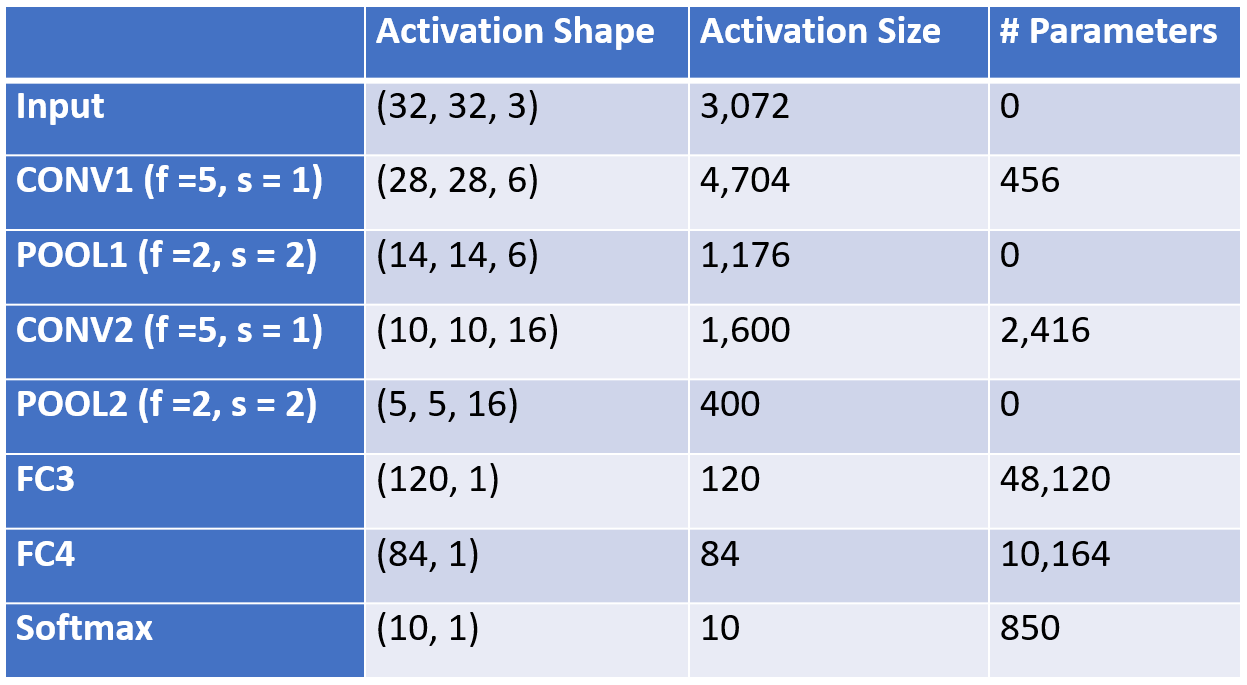 Activation Shape Activation Size # Parameters
Input (32, 32, 3) 3,072 0
CONV1 (f =5, s = 1) (28, 28, 6) 4,704 456
POOL1 (f =2, s = 2) (14, 14, 6) 1,176 0
CONV2 (f =5, s = 1) (10, 10, 16) 1,600 2,416
POOL2 (f =2, s = 2) (5, 5, 16) 400 0
FC3 (120, 1) 120 48,120
FC4 (84, 1) 84 10,164
Softmax (10, 1) 10 850